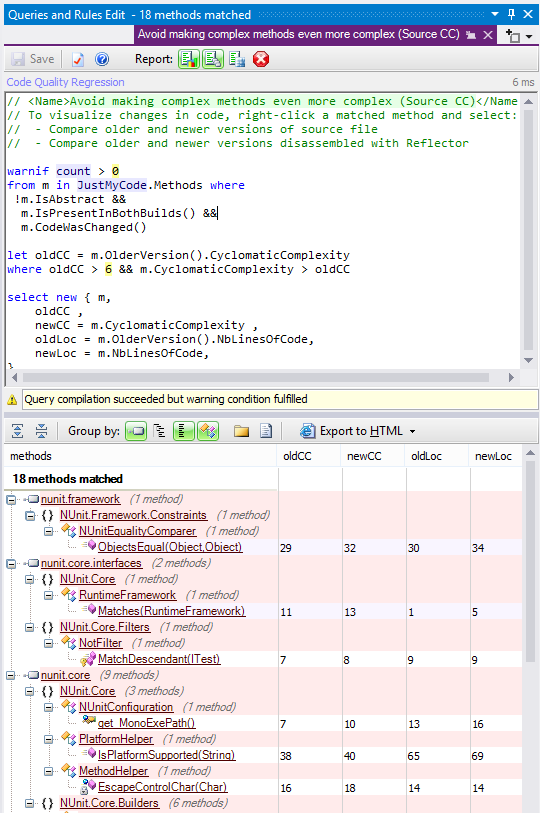 Queries and Rules Edit - 18 methods matched
Avoid making complex methods even more complex (Source CC)
Save Report:
Code Quality Regression 6 ms
// <Name>Avoid making complex methods even more complex (Source CC)</Name
// To visualize changes in code, right-click a matched method and select:
//  - Compare older and newer versions of source file
//  - Compare older and newer versions disassembled with Reflector
warnif count > 0
from m in JustMyCode.Methods where
!m.IsAbstract &&
m.IsPresentInBothBuilds() &&
m.CodeWasChanged()
let oldCC = m.OlderVersion().CyclomaticComplexity
where oldCC > 6 && m.CyclomaticComplexity > oldCC
select new { m,
oldCC ,
newCC = m.CyclomaticComplexity ,
oldLoc = m.OlderVersion().NbLinesOfCode,
newLoc = m.NbLinesOfCode,
}
Query compilation succeeded but warning condition fulfilled
Group by: Export to HTML
methods oldCC newCC oldLoc newLoc
18 methods matched
nunit.framework (1 method)
{} NUnit.Framework.Constraints (1 method)
NUnitEqualityComparer (1 method)
ObjectsEqual(Object,Object) 29 32 30 34
nunit.core.interfaces (2 methods)
{} NUnit.Core (1 method)
RuntimeFramework (1 method)
Matches(RuntimeFramework) 11 13 1 5
{} NUnit.Core.Filters (1 method)
NotFilter (1 method)
MatchDescendant(ITest) 7 8 9 9
nunit.core (9 methods)
{} NUnit.Core (3 methods)
NUnitConfiguration (1 method)
get_MonoExePath() 7 10 13 16
PlatformHelper (1 method)
IsPlatformSupported(String) 38 40 65 69
MethodHelper (1 method)
EscapeControlChar(Char) 16 18 14 14
{} NUnit.Core.Builders (6 methods)